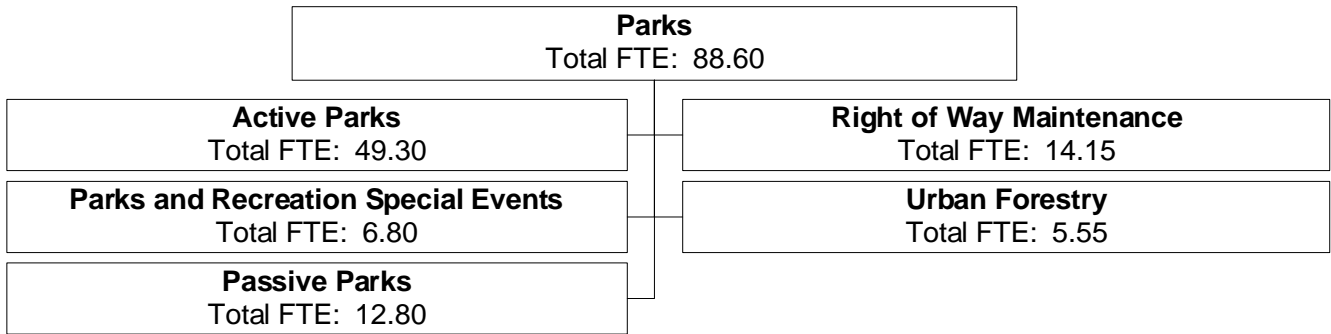 Parks
Total FTE: 88.60
Active Parks
Total FTE: 49.30
Right of Way Maintenance
Total FTE: 14.15
Parks and Recreation Special Events
Total FTE: 6.80
Urban Forestry
Total FTE: 5.55
Passive Parks
Total FTE: 12.80